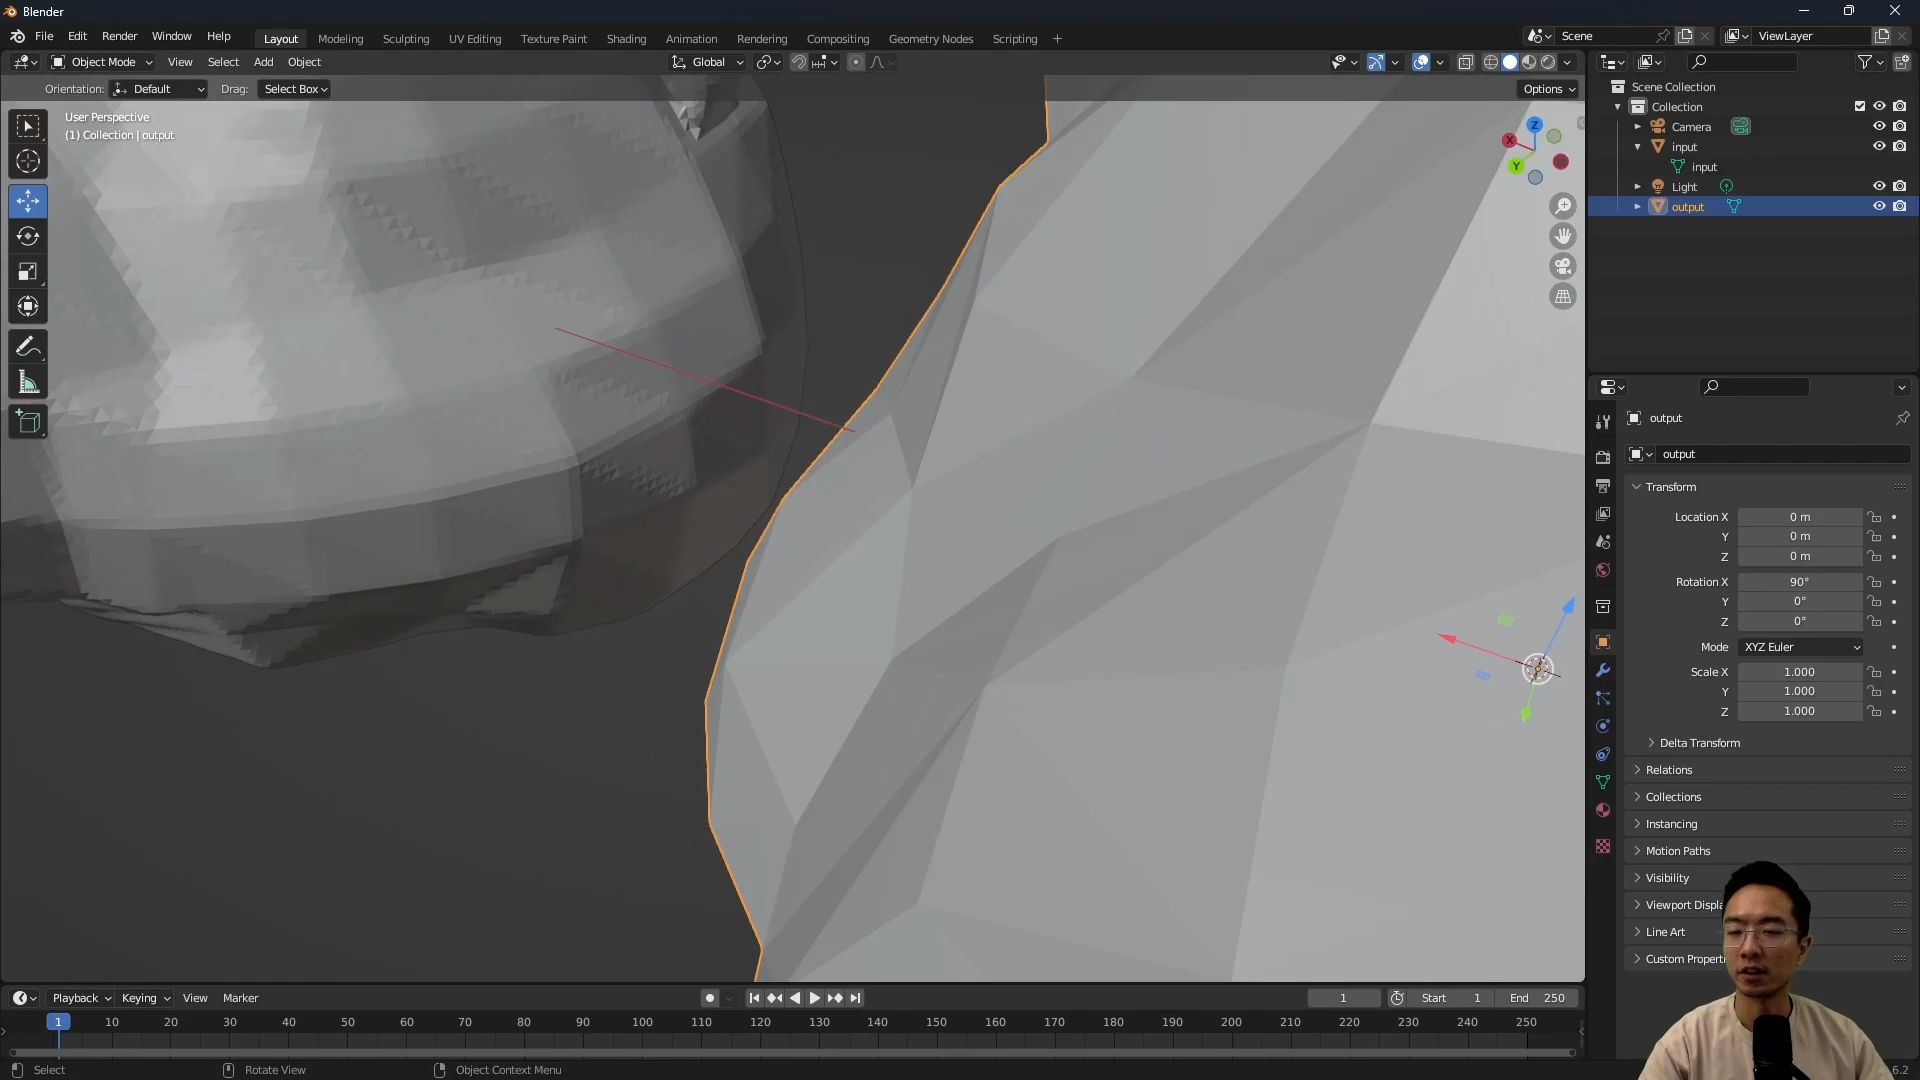 Blender
File Edit Render Window Help Layout Modeling Sculpting UV Editing Texture Paint Shading Animation Rendering Compositing Geometry Nodes Scripting + Scene ViewLayer
Object Mode View Select Add Object Global
Orientation: Default Drag: Select Box Options
User Perspective
(1) Collection | output
Z
X
Y
Scene Collection
Collection
Camera
input
input
Light
output
output
output
Transform
Location X 0 m
Y 0 m
Z 0 m
Rotation X 90°
Y 0°
Z 0°
Mode XYZ Euler
Scale X 1.000
Y 1.000
Z 1.000
Delta Transform
Relations
Collections
Instancing
Motion Paths
Visibility
Viewport Displa
Line Art
Custom Properti
Playback Keying View Marker 1 Start 1 End 250
1 10 20 30 40 50 60 70 80 90 100 110 120 130 140 150 160 170 180 190 200 210 220 230 240 250
Select Rotate View Object Context Menu 6.2